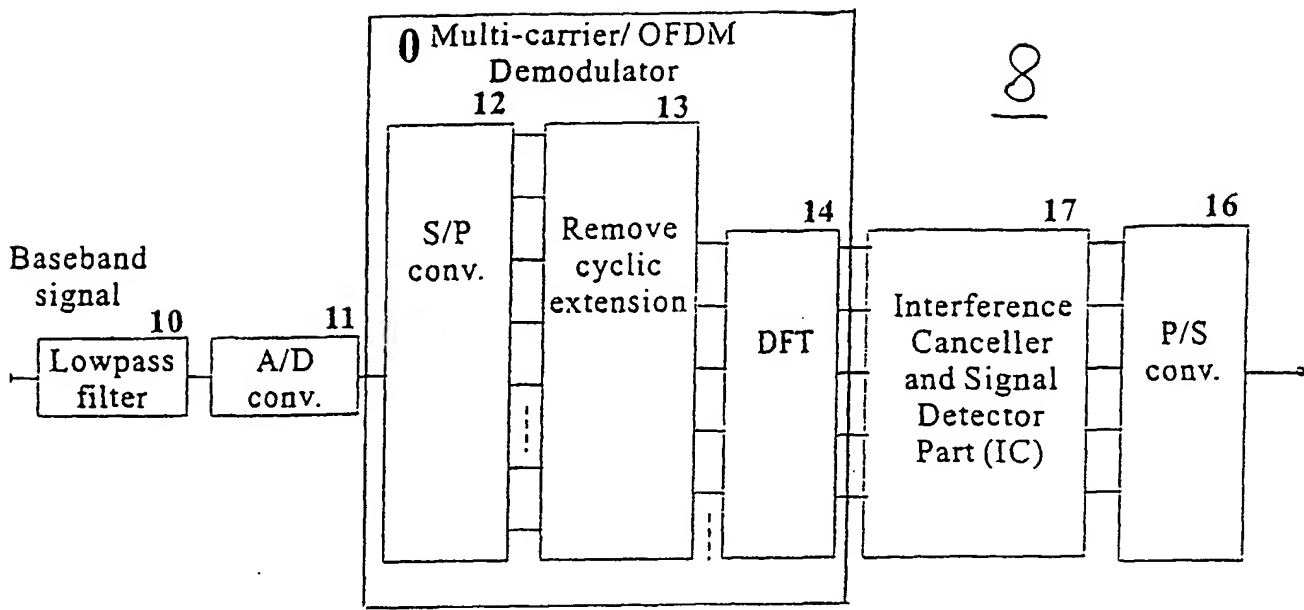 0 Multi-carrier/ OFDM
Demodulator
8
12
13
S/P
conv.
Remove
cyclic
extension
14
DFT
17
Interference
Canceller
and Signal
Detector
Part (IC)
16
P/S
conv.
Baseband
signal
10
Lowpass
filter
11
A/D
conv.